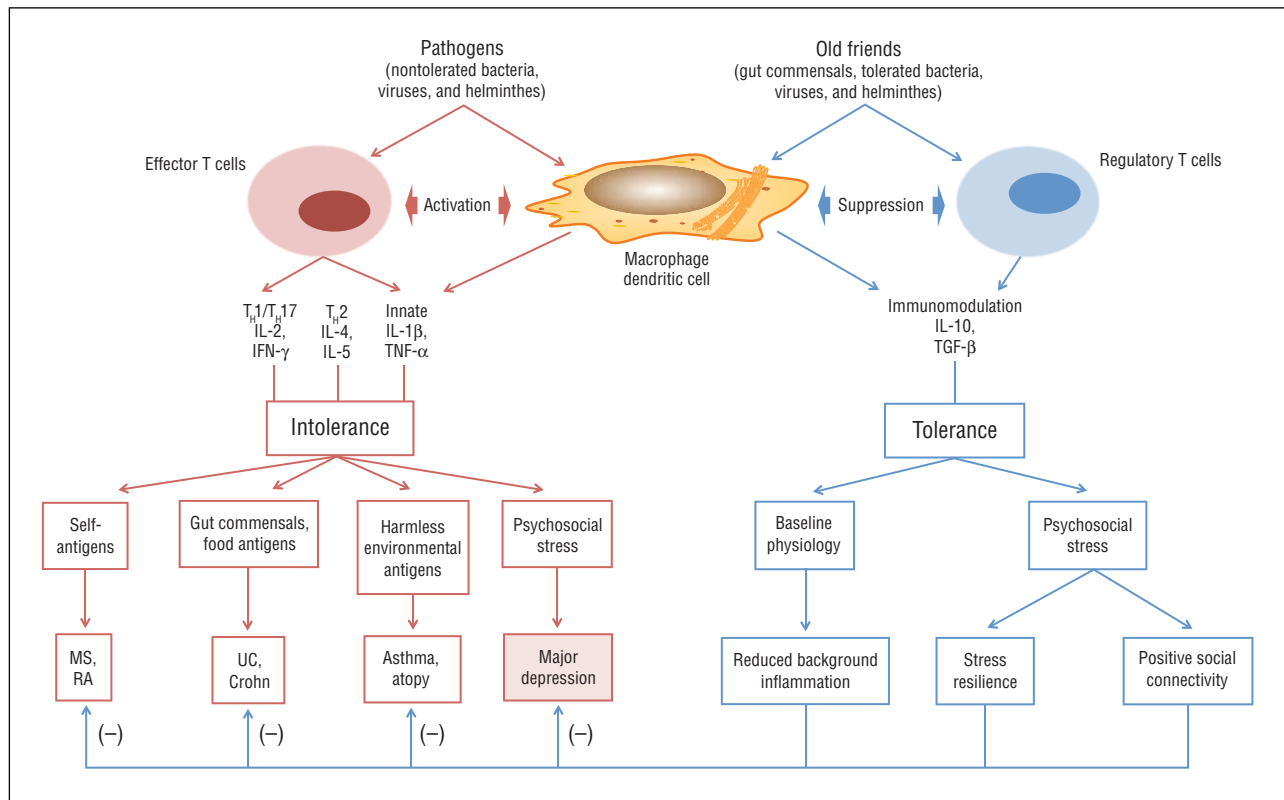 Pathogens
(nontolerated bacteria,
viruses, and helminthes)
Old friends
(gut commensals, tolerated bacteria,
viruses, and helminthes)
Effector T cells
Activation
Macrophage
dendritic cell
Suppression
Regulatory T cells
TH1/TH17
IL-2,
IFN-γ
TH2
IL-4,
IL-5
Innate
IL-1β,
TNF-α
Immunomodulation
IL-10,
TGF-β
Intolerance
Tolerance
Self-
antigens
Gut commensals,
food antigens
Harmless
environmental
antigens
Psychosocial
stress
Baseline
physiology
Psychosocial
stress
MS,
RA
UC,
Crohn
Asthma,
atopy
Major
depression
Reduced background
inflammation
Stress
resilience
Positive social
connectivity
(–)
(–)
(–)
(–)